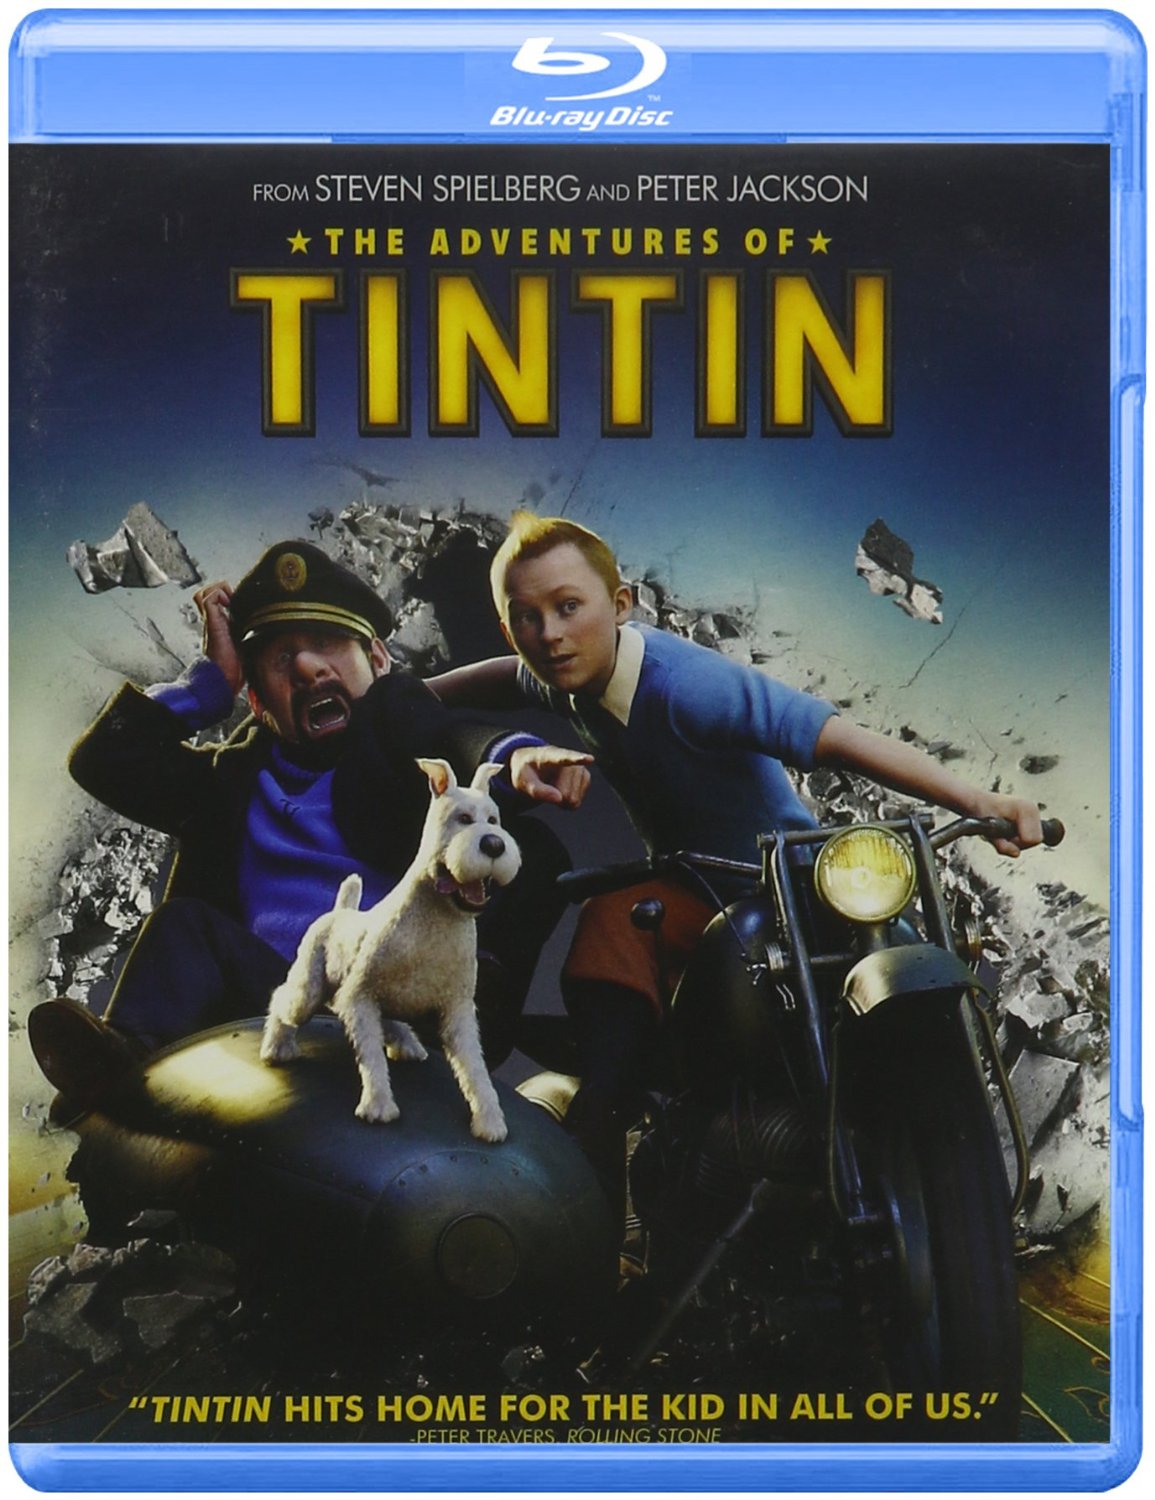 Blu-ray Disc™
FROM STEVEN SPIELBERG AND PETER JACKSON
★ THE ADVENTURES OF ★
TINTIN
“TINTIN HITS HOME FOR THE KID IN ALL OF US.”
-PETER TRAVERS, ROLLING STONE